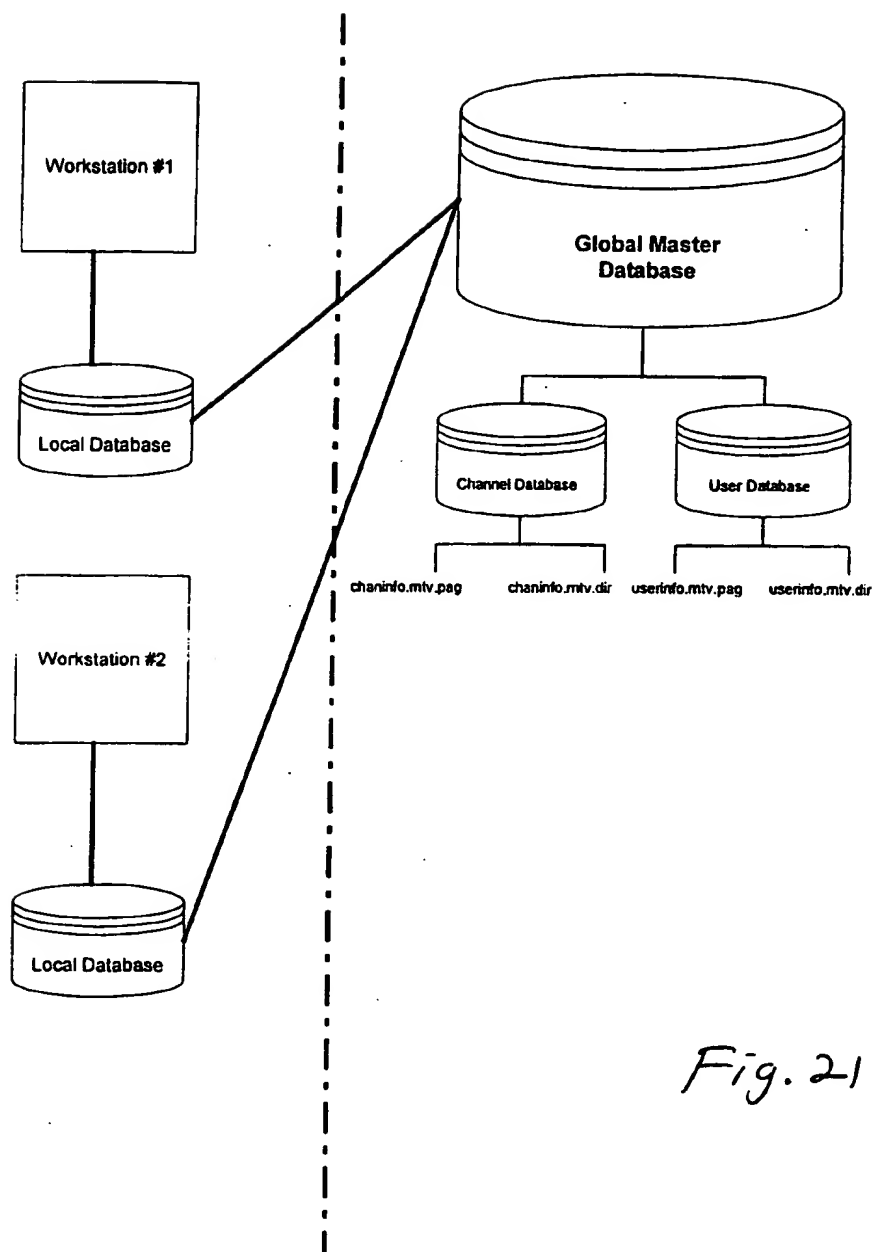 Workstation #1
Local Database
Global Master
Database
Channel Database
User Database
chaninfo.mtv.pag
chaninfo.mtv.dir
userinfo.mtv.pag
userinfo.mtv.dir
Workstation #2
Local Database
Fig. 21